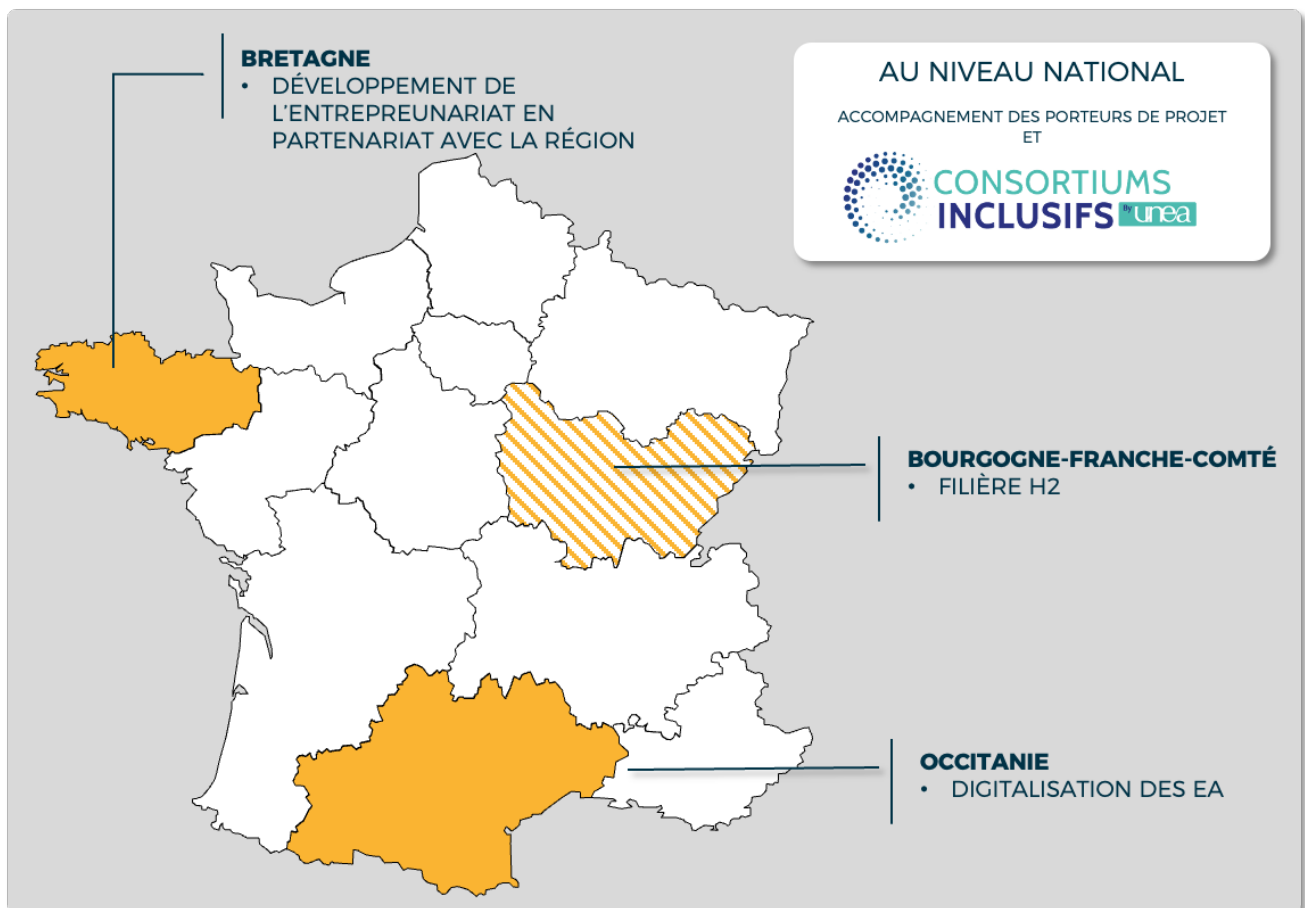 BRETAGNE
• DÉVELOPPEMENT DE
L'ENTREPREUNARIAT EN
PARTENARIAT AVEC LA RÉGION
AU NIVEAU NATIONAL
ACCOMPAGNEMENT DES PORTEURS DE PROJET
ET
CONSORTIUMS
INCLUSIFS By unea
BOURGOGNE-FRANCHE-COMTÉ
• FILIÈRE H2
OCCITANIE
• DIGITALISATION DES EA